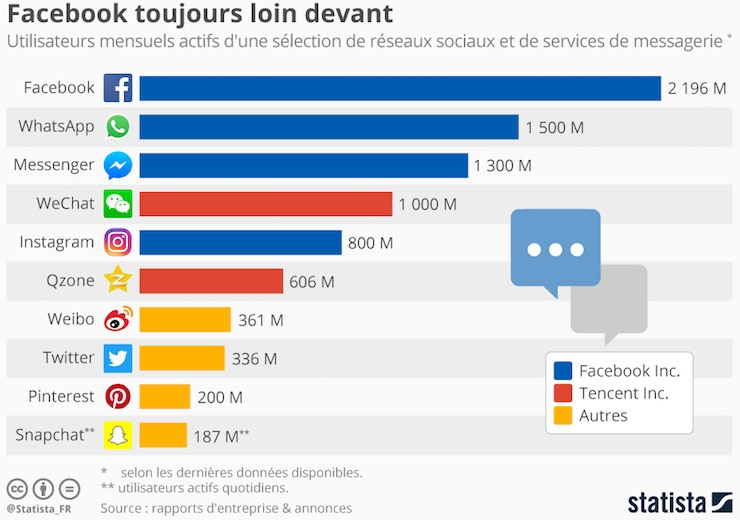 Facebook toujours loin devant
Utilisateurs mensuels actifs d'une sélection de réseaux sociaux et de services de messagerie *
Facebook 2 196 M
WhatsApp 1 500 M
Messenger 1 300 M
WeChat 1 000 M
Instagram 800 M
Qzone 606 M
Weibo 361 M
Twitter 336 M
Pinterest 200 M
Snapchat** 187 M**
Facebook Inc.
Tencent Inc.
Autres
* selon les dernières données disponibles.
** utilisateurs actifs quotidiens.
@Statista_FR Source : rapports d'entreprise & annonces
statista